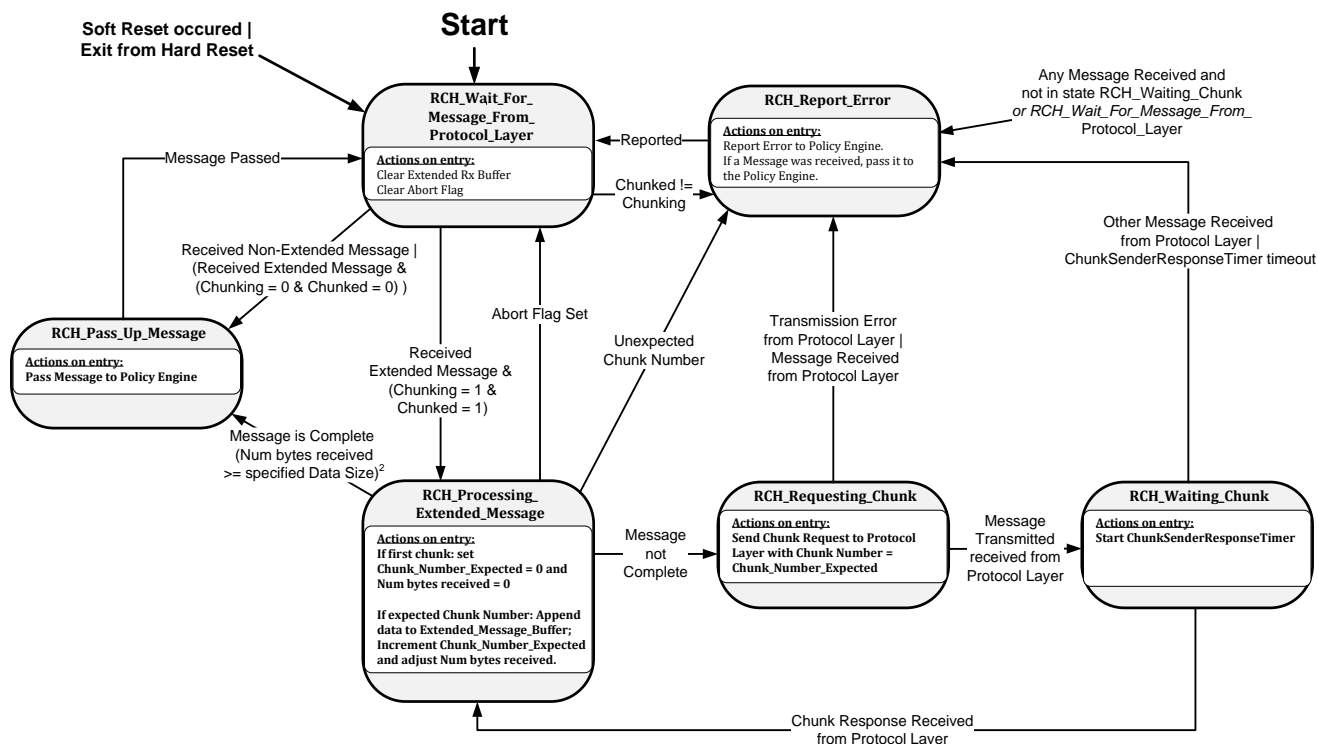 Soft Reset occured |
Exit from Hard Reset
Start
RCH_Wait_For_
Message_From_
Protocol_Layer
Actions on entry:
Clear Extended Rx Buffer
Clear Abort Flag
RCH_Report_Error
Actions on entry:
Report Error to Policy Engine.
If a Message was received, pass it to
the Policy Engine.
Any Message Received and
not in state RCH_Waiting_Chunk
or RCH_Wait_For_Message_From_
Protocol_Layer
Reported
Chunked !=
Chunking
Message Passed
Received Non-Extended Message |
(Received Extended Message &
(Chunking = 0 & Chunked = 0) )
Other Message Received
from Protocol Layer |
ChunkSenderResponseTimer timeout
RCH_Pass_Up_Message
Actions on entry:
Pass Message to Policy Engine
Abort Flag Set
Received
Extended Message &
(Chunking = 1 &
Chunked = 1)
Unexpected
Chunk Number
Transmission Error
from Protocol Layer |
Message Received
from Protocol Layer
Message is Complete
(Num bytes received
>= specified Data Size)2
RCH_Processing_
Extended_Message
Actions on entry:
If first chunk: set
Chunk_Number_Expected = 0 and
Num bytes received = 0
If expected Chunk Number: Append
data to Extended_Message_Buffer;
Increment Chunk_Number_Expected
and adjust Num bytes received.
Message
not
Complete
RCH_Requesting_Chunk
Actions on entry:
Send Chunk Request to Protocol
Layer with Chunk Number =
Chunk_Number_Expected
Message
Transmitted
received from
Protocol Layer
RCH_Waiting_Chunk
Actions on entry:
Start ChunkSenderResponseTimer
Chunk Response Received
from Protocol Layer